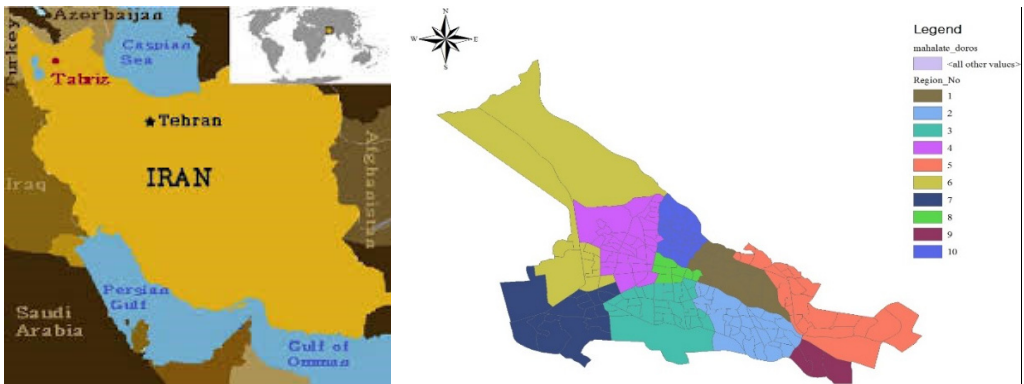 Azerbaijan
Turkey
Caspian
Sea
Tabriz
Tehran
IRAN
Iraq
Afghanistan
Persian
Gulf
Saudi
Arabia
Gulf of
Omman
N
W
E
S
Legend
mahalate_doros
<all other values>
Region_No
1
2
3
4
5
6
7
8
9
10